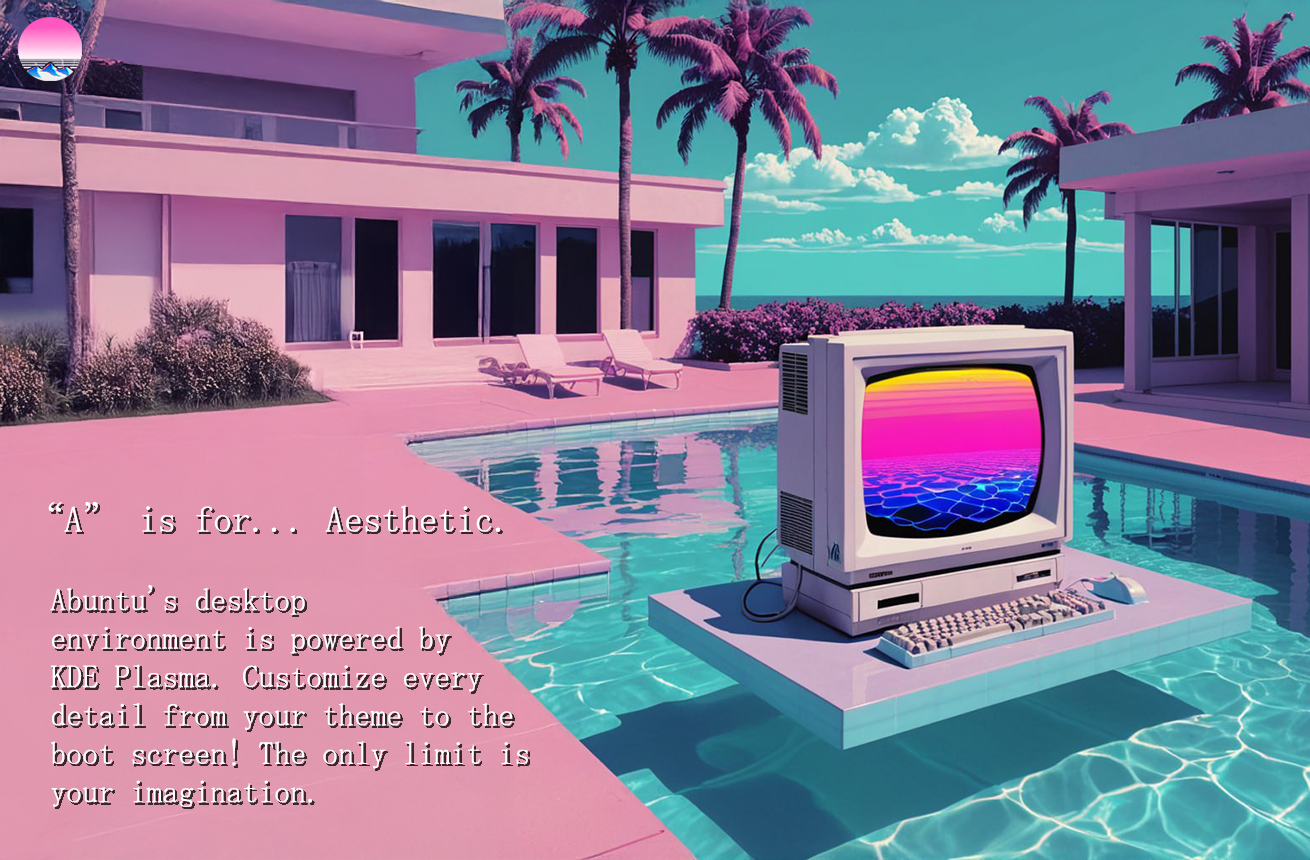 “A” is for... Aesthetic.
Abuntu's desktop
environment is powered by
KDE Plasma. Customize every
detail from your theme to the
boot screen! The only limit is
your imagination.